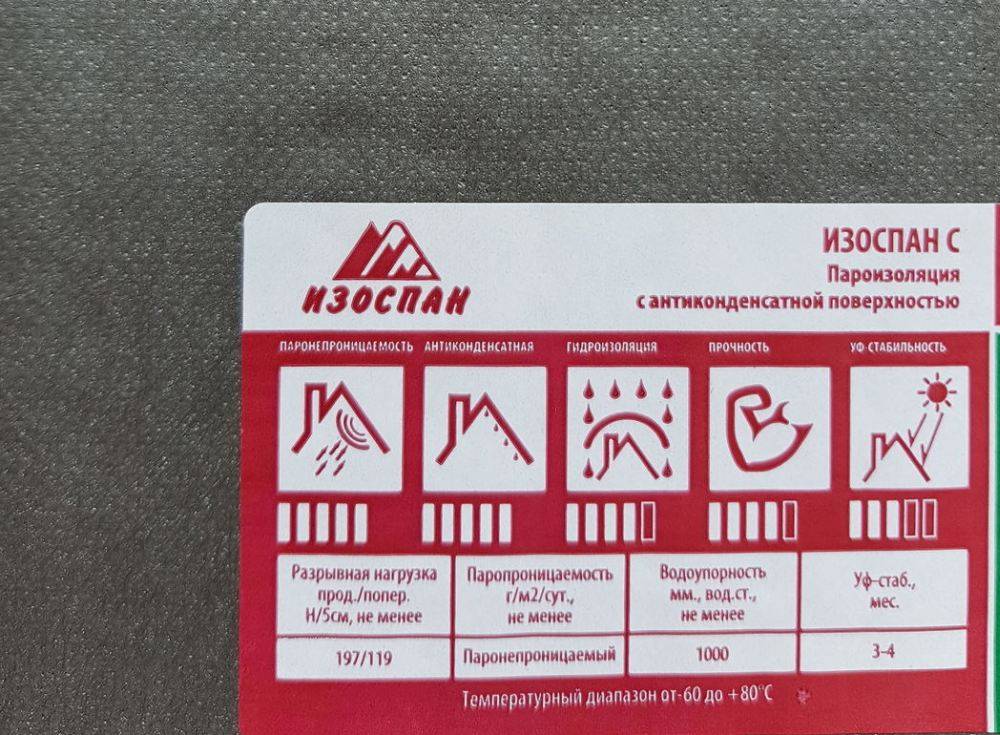 ИЗОСПАН
ИЗОСПАН С
Пароизоляция
с антиконденсатной поверхностью
ПАРОНЕПРОНИЦАЕМОСТЬ АНТИКОНДЕНСАТНАЯ ГИДРОИЗОЛЯЦИЯ ПРОЧНОСТЬ УФ-СТАБИЛЬНОСТЬ
Разрывная нагрузка
прод./попер.
Н/5см, не менее
Паропроницаемость
г/м2/сут.,
не менее
Водоупорность
мм., вод.ст.,
не менее
Уф-стаб.,
мес.
197/119 Паронепроницаемый 1000 3-4
Температурный диапазон от-60 до +80°С